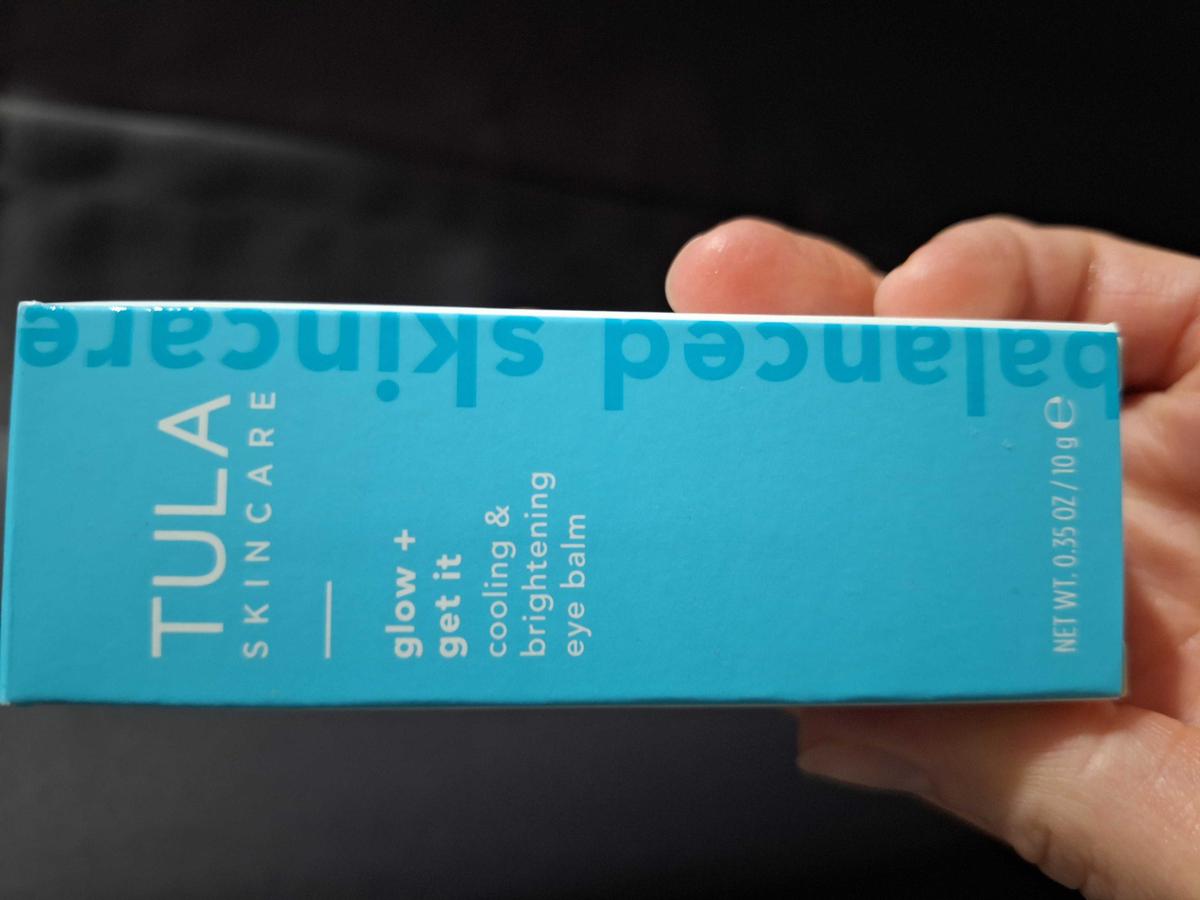 TULA
SKINCARE
glow +
get it
cooling &
brightening
eye balm
NET WT. 0.35 OZ / 10 g ℮
balanced skincare